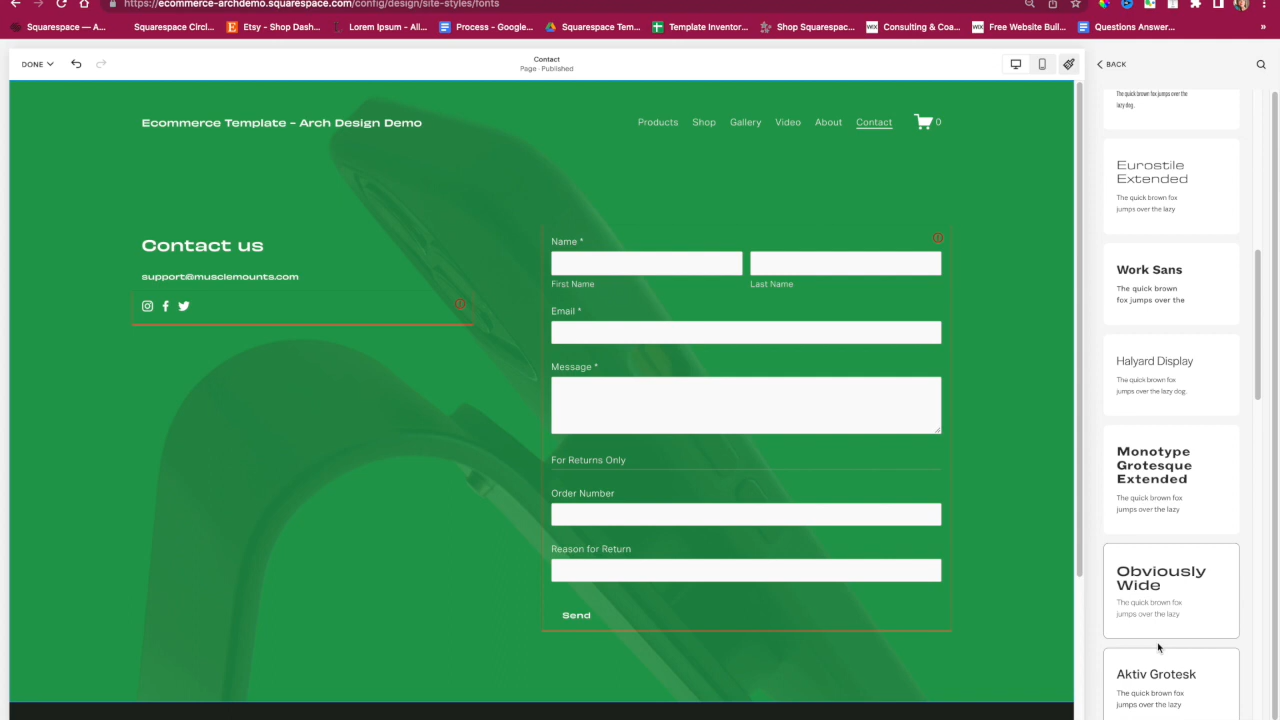 https://ecommerce-archdemo.squarespace.com/config/design/site-styles/fonts
Squarespace — A...
Squarespace Circl...
Etsy - Shop Dash...
Lorem Ipsum - All...
Process - Google...
Squarespace Tem...
Template Inventor...
Shop Squarespac...
Consulting & Coa...
Free Website Buil...
Questions Answer...
»
DONE
Contact
Page · Published
BACK
Ecommerce Template - Arch Design Demo
Products
Shop
Gallery
Video
About
Contact
0
Contact us
support@musclemounts.com
Name *
First Name
Last Name
Email *
Message *
For Returns Only
Order Number
Reason for Return
Send
The quick brown fox jumps over the
lazy dog.
Eurostile
Extended
The quick brown fox
jumps over the lazy
Work Sans
The quick brown
fox jumps over the
Halyard Display
The quick brown fox
jumps over the lazy dog.
Monotype
Grotesque
Extended
The quick brown fox
jumps over the lazy
Obviously
Wide
The quick brown fox
jumps over the lazy
Aktiv Grotesk
The quick brown fox
jumps over the lazy